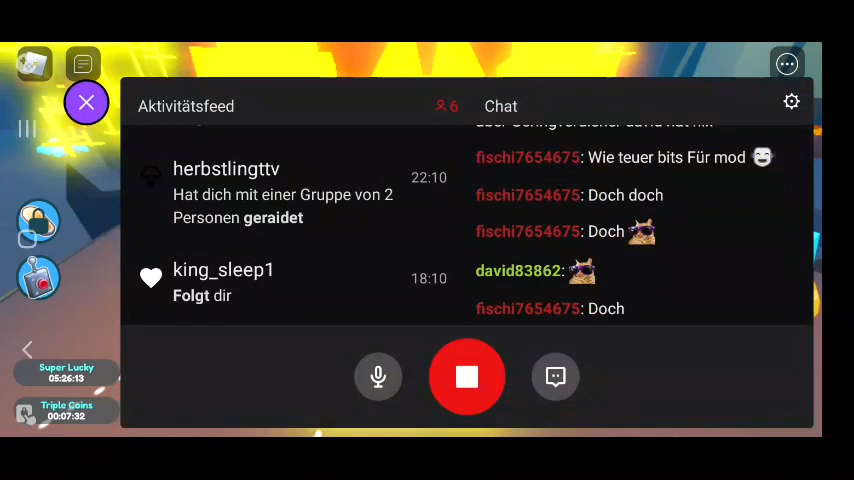 Aktivitätsfeed
6
Chat
fischi7654675: Wie teuer bits Für mod
herbstlingttv
Hat dich mit einer Gruppe von 2
Personen geraidet
22:10
fischi7654675: Doch doch
fischi7654675: Doch
king_sleep1
Folgt dir
18:10
david83862:
fischi7654675: Doch
Super Lucky
05:26:13
Triple Coins
00:07:32